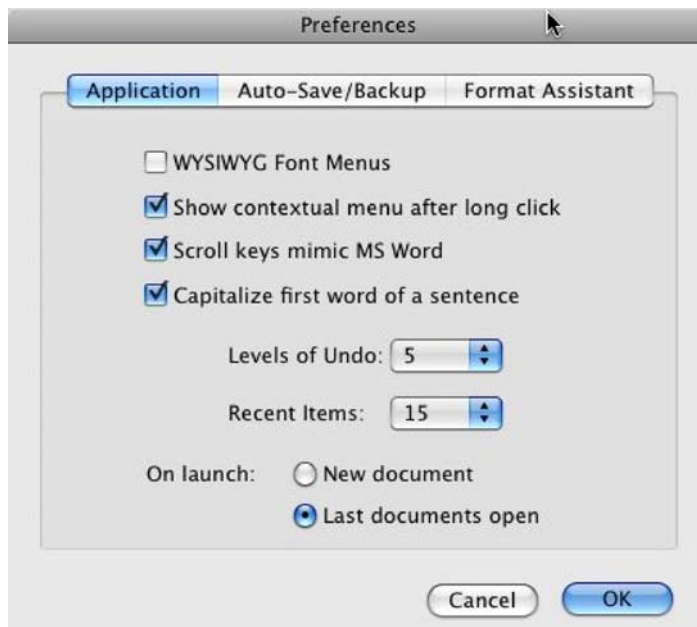 Preferences
Application Auto-Save/Backup Format Assistant
WYSIWYG Font Menus
Show contextual menu after long click
Scroll keys mimic MS Word
Capitalize first word of a sentence
Levels of Undo: 5
Recent Items: 15
On launch: New document
Last documents open
Cancel OK